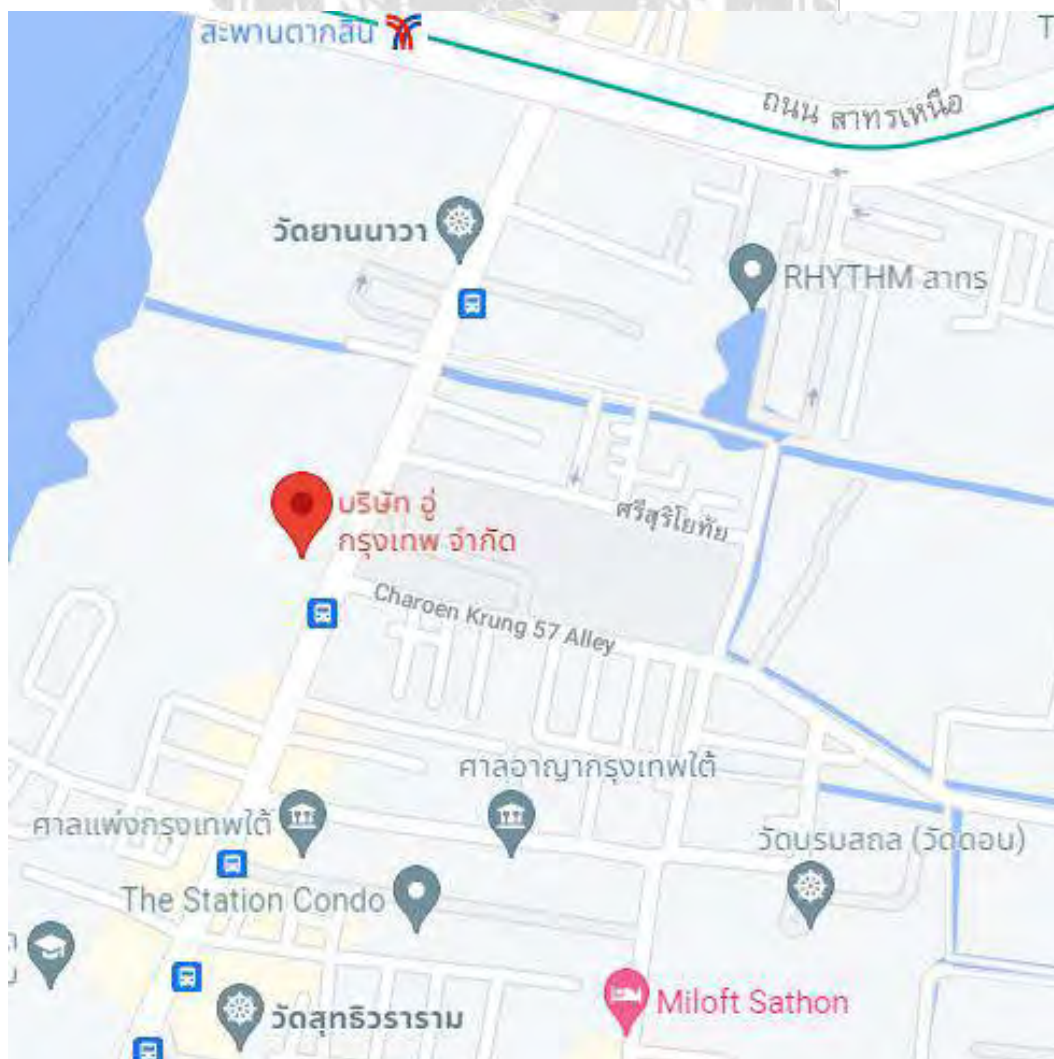 สะพานตากสิน
T
ถนน สาทรเหนือ
วัดยานนาวา
RHYTHM สาทร
บริษัท อู่
กรุงเทพ จำกัด
ศรีสุริโยทัย
Charoen Krung 57 Alley
ศาลอาญากรุงเทพใต้
ศาลแพ่งกรุงเทพใต้
วัดบรมสถล (วัดดอน)
The Station Condo
Miloft Sathon
วัดสุทธิวราราม